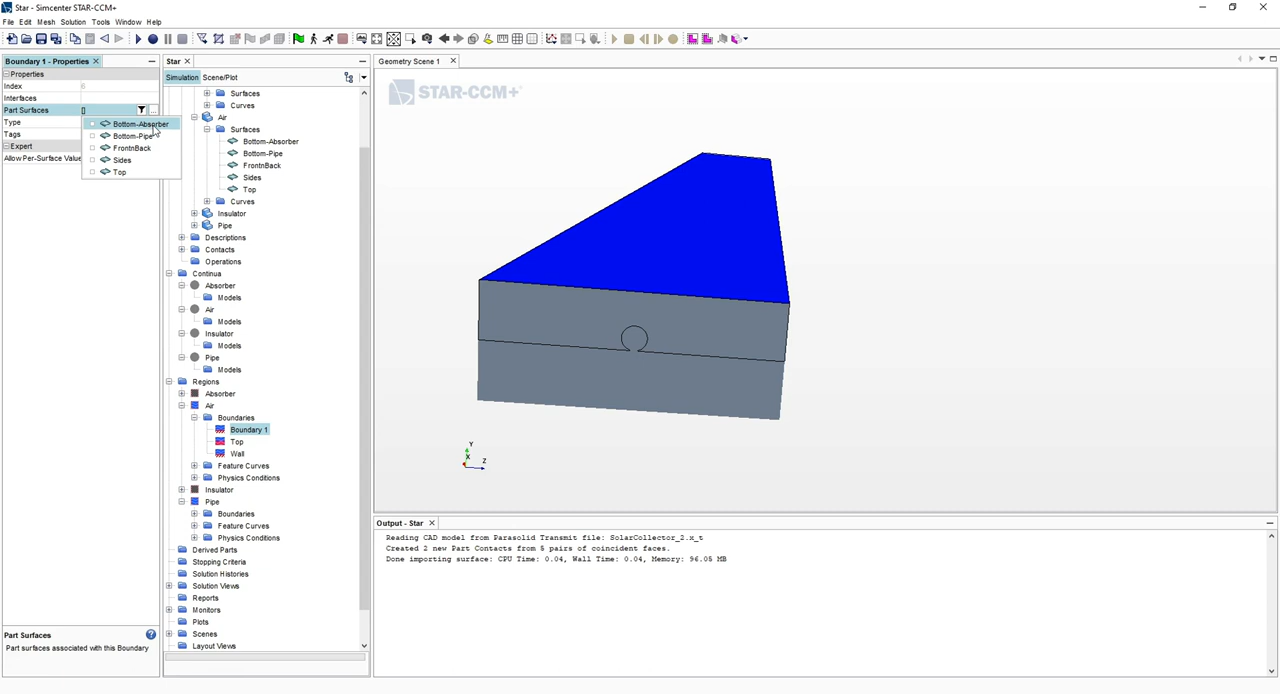 Star - Simcenter STAR-CCM+
File Edit Mesh Solution Tools Window Help
Boundary 1 - Properties
Properties
Index 6
Interfaces
Part Surfaces []
Type
Tags
Expert
Allow Per-Surface Value
Bottom-Absorber
Bottom-Pipe
FrontnBack
Sides
Top
Part Surfaces
Part surfaces associated with this Boundary
Star
Simulation Scene/Plot
Surfaces
Curves
Air
Surfaces
Bottom-Absorber
Bottom-Pipe
FrontnBack
Sides
Top
Curves
Insulator
Pipe
Descriptions
Contacts
Operations
Continua
Absorber
Models
Air
Models
Insulator
Models
Pipe
Models
Regions
Absorber
Air
Boundaries
Boundary 1
Top
Wall
Feature Curves
Physics Conditions
Insulator
Pipe
Boundaries
Feature Curves
Physics Conditions
Derived Parts
Stopping Criteria
Solution Histories
Solution Views
Reports
Monitors
Plots
Scenes
Layout Views
Geometry Scene 1
STAR-CCM+
Y
X
Z
Output - Star
Reading CAD model from Parasolid Transmit file: SolarCollector_2.x_t
Created 2 new Part Contacts from 5 pairs of coincident faces.
Done importing surface: CPU Time: 0.04, Wall Time: 0.04, Memory: 96.05 MB